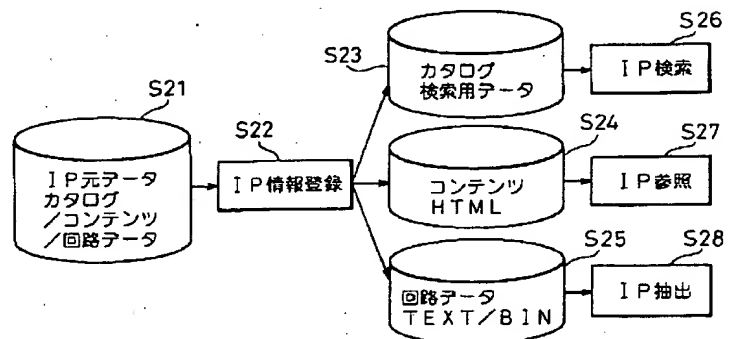 S21
IP元データ
カタログ
/コンテンツ
/回路データ
S22
IP情報登録
S23
カタログ
検索用データ
S26
IP検索
S24
コンテンツ
HTML
S27
IP参照
S25
回路データ
TEXT/BIN
S28
IP抽出